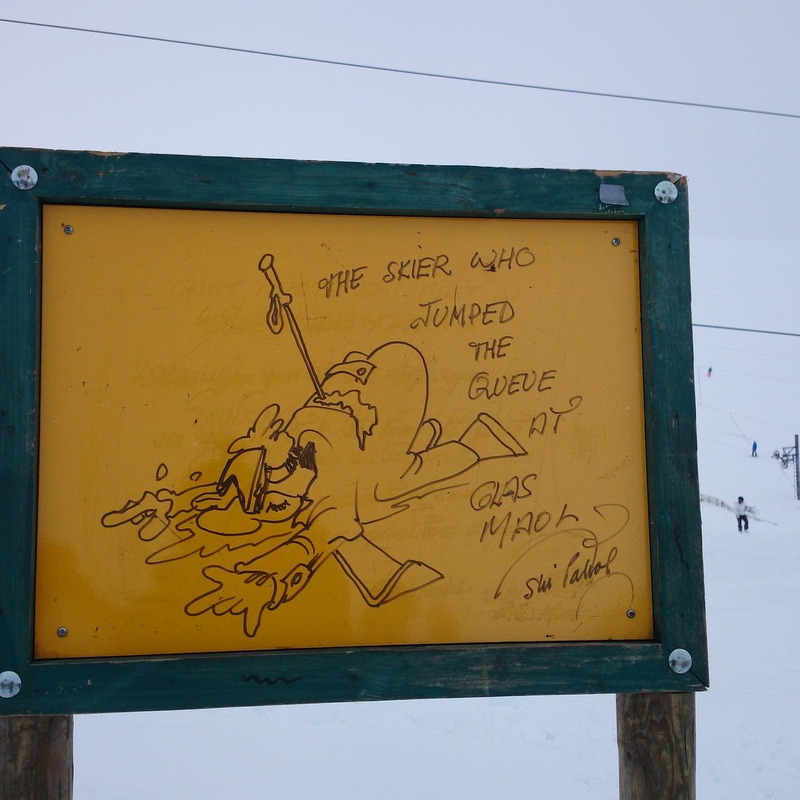 THE SKIER WHO
JUMPED
THE
QUEUE
AT
GLAS
MAOL
Ski Patrol